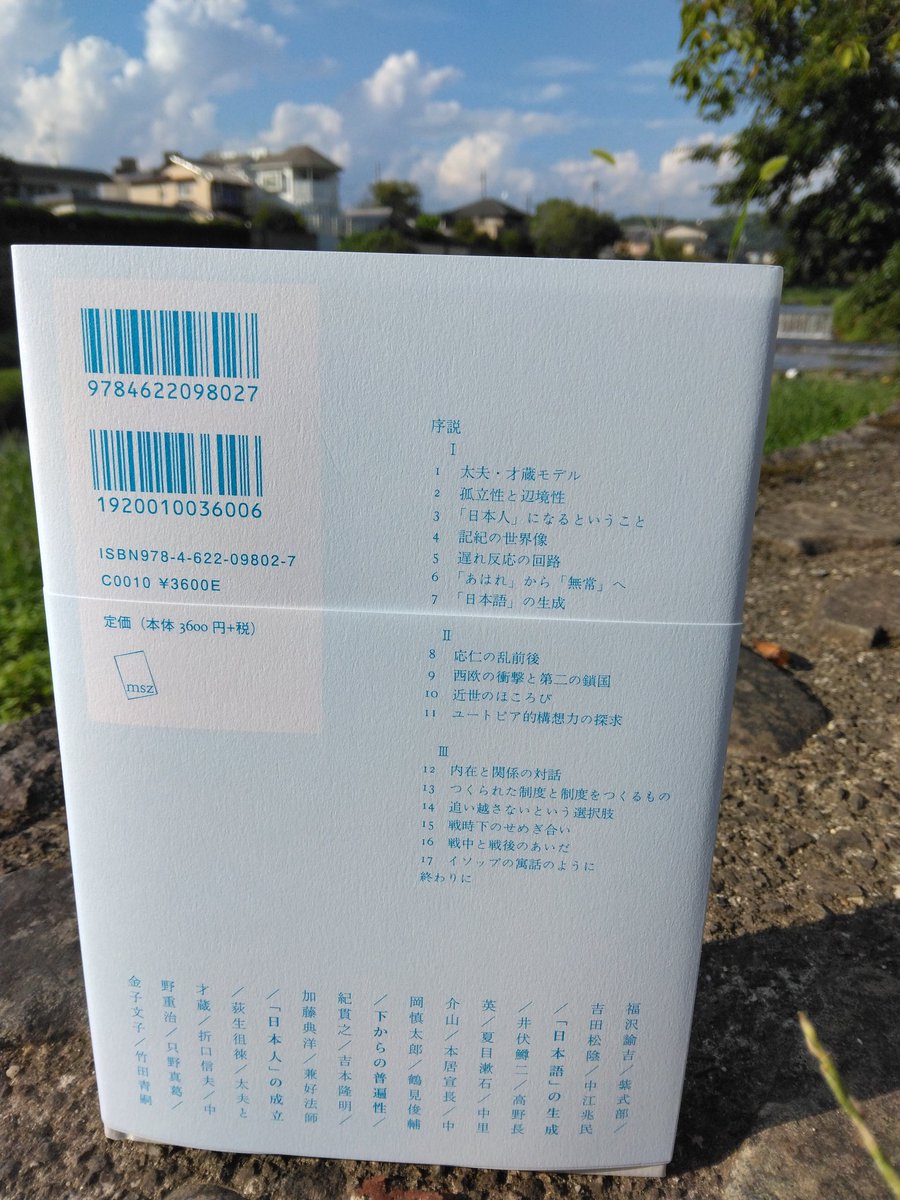 9784622098027
1920010036006
ISBN978-4-622-09802-7
C0010 ¥3600E
定価（本体 3600 円+税）
msz
序説
Ⅰ
1 太夫・才蔵モデル
2 孤立性と辺境性
3 「日本人」になるということ
4 記紀の世界像
5 遅れ反応の回路
6 「あはれ」から「無常」へ
7 「日本語」の生成
Ⅱ
8 応仁の乱前後
9 西欧の衝撃と第二の鎖国
10 近世のほころび
11 ユートピア的構想力の探求
Ⅲ
12 内在と関係の対話
13 つくられた制度と制度をつくるもの
14 追い越さないという選択肢
15 戦時下のせめぎ合い
16 戦中と戦後のあいだ
17 イソップの寓話のように
終わりに
福沢諭吉／紫式部／
吉田松陰／中江兆民
／「日本語」の生成
／井伏鱒二／高野長
英／夏目漱石／中里
介山／本居宣長／中
岡慎太郎／鶴見俊輔
／下からの普遍性／
紀貫之／吉本隆明／
加藤典洋／兼好法師
／「日本人」の成立
／荻生徂徠／太夫と
才蔵／折口信夫／中
野重治／只野真葛／
金子文子／竹田青嗣